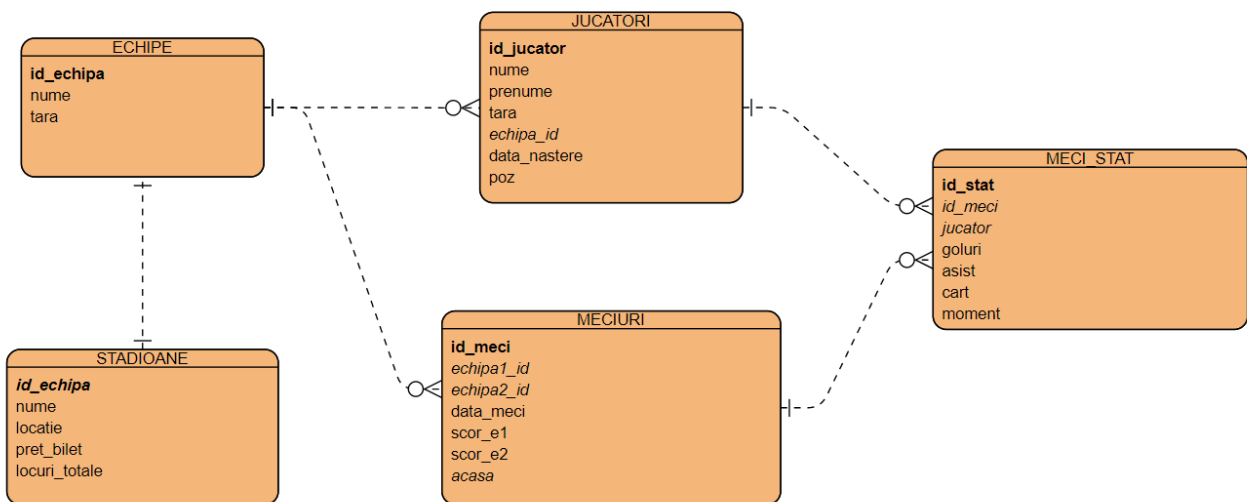 ECHIPE
id_echipa
nume
tara
JUCATORI
id_jucator
nume
prenume
tara
echipa_id
data_nastere
poz
MECI_STAT
id_stat
id_meci
jucator
goluri
asist
cart
moment
MECIURI
id_meci
echipa1_id
echipa2_id
data_meci
scor_e1
scor_e2
acasa
STADIOANE
id_echipa
nume
locatie
pret_bilet
locuri_totale